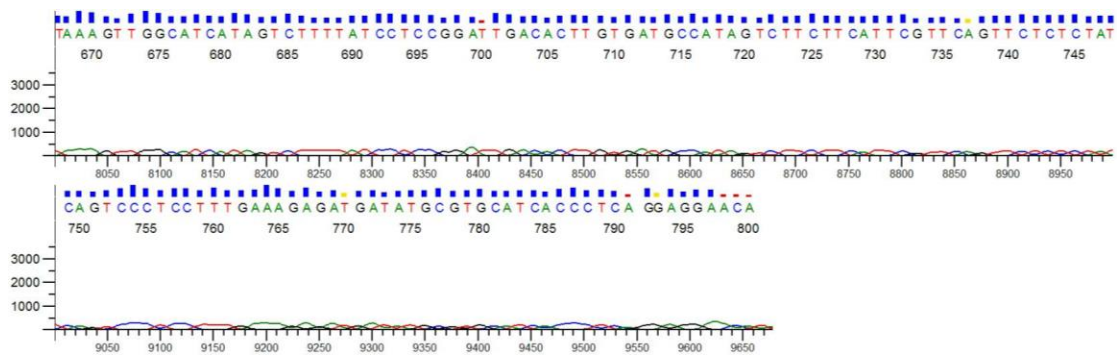 TAAAGTTGGCATCATAGTCTTTTATCCTCCGGATTGACACTTGTGATGCCATAGTCTTCTTCATTCGTTCAGTTCTCTCTAT
670 675 680 685 690 695 700 705 710 715 720 725 730 735 740 745
3000
2000
1000
8050 8100 8150 8200 8250 8300 8350 8400 8450 8500 8550 8600 8650 8700 8750 8800 8850 8900 8950
CAGTCCCTCCTTTGAAAGAGATGATATGCGTGCATCACCCTCA GGAGGAACA
750 755 760 765 770 775 780 785 790 795 800
3000
2000
1000
9050 9100 9150 9200 9250 9300 9350 9400 9450 9500 9550 9600 9650